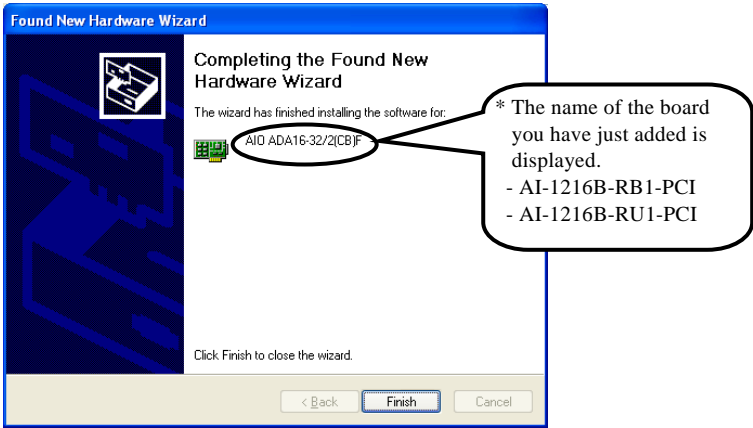 Found New Hardware Wizard
Completing the Found New
Hardware Wizard
The wizard has finished installing the software for:
AIO ADA16-32/2(CB)F
* The name of the board
you have just added is
displayed.
- AI-1216B-RB1-PCI
- AI-1216B-RU1-PCI
Click Finish to close the wizard.
< Back
Finish
Cancel